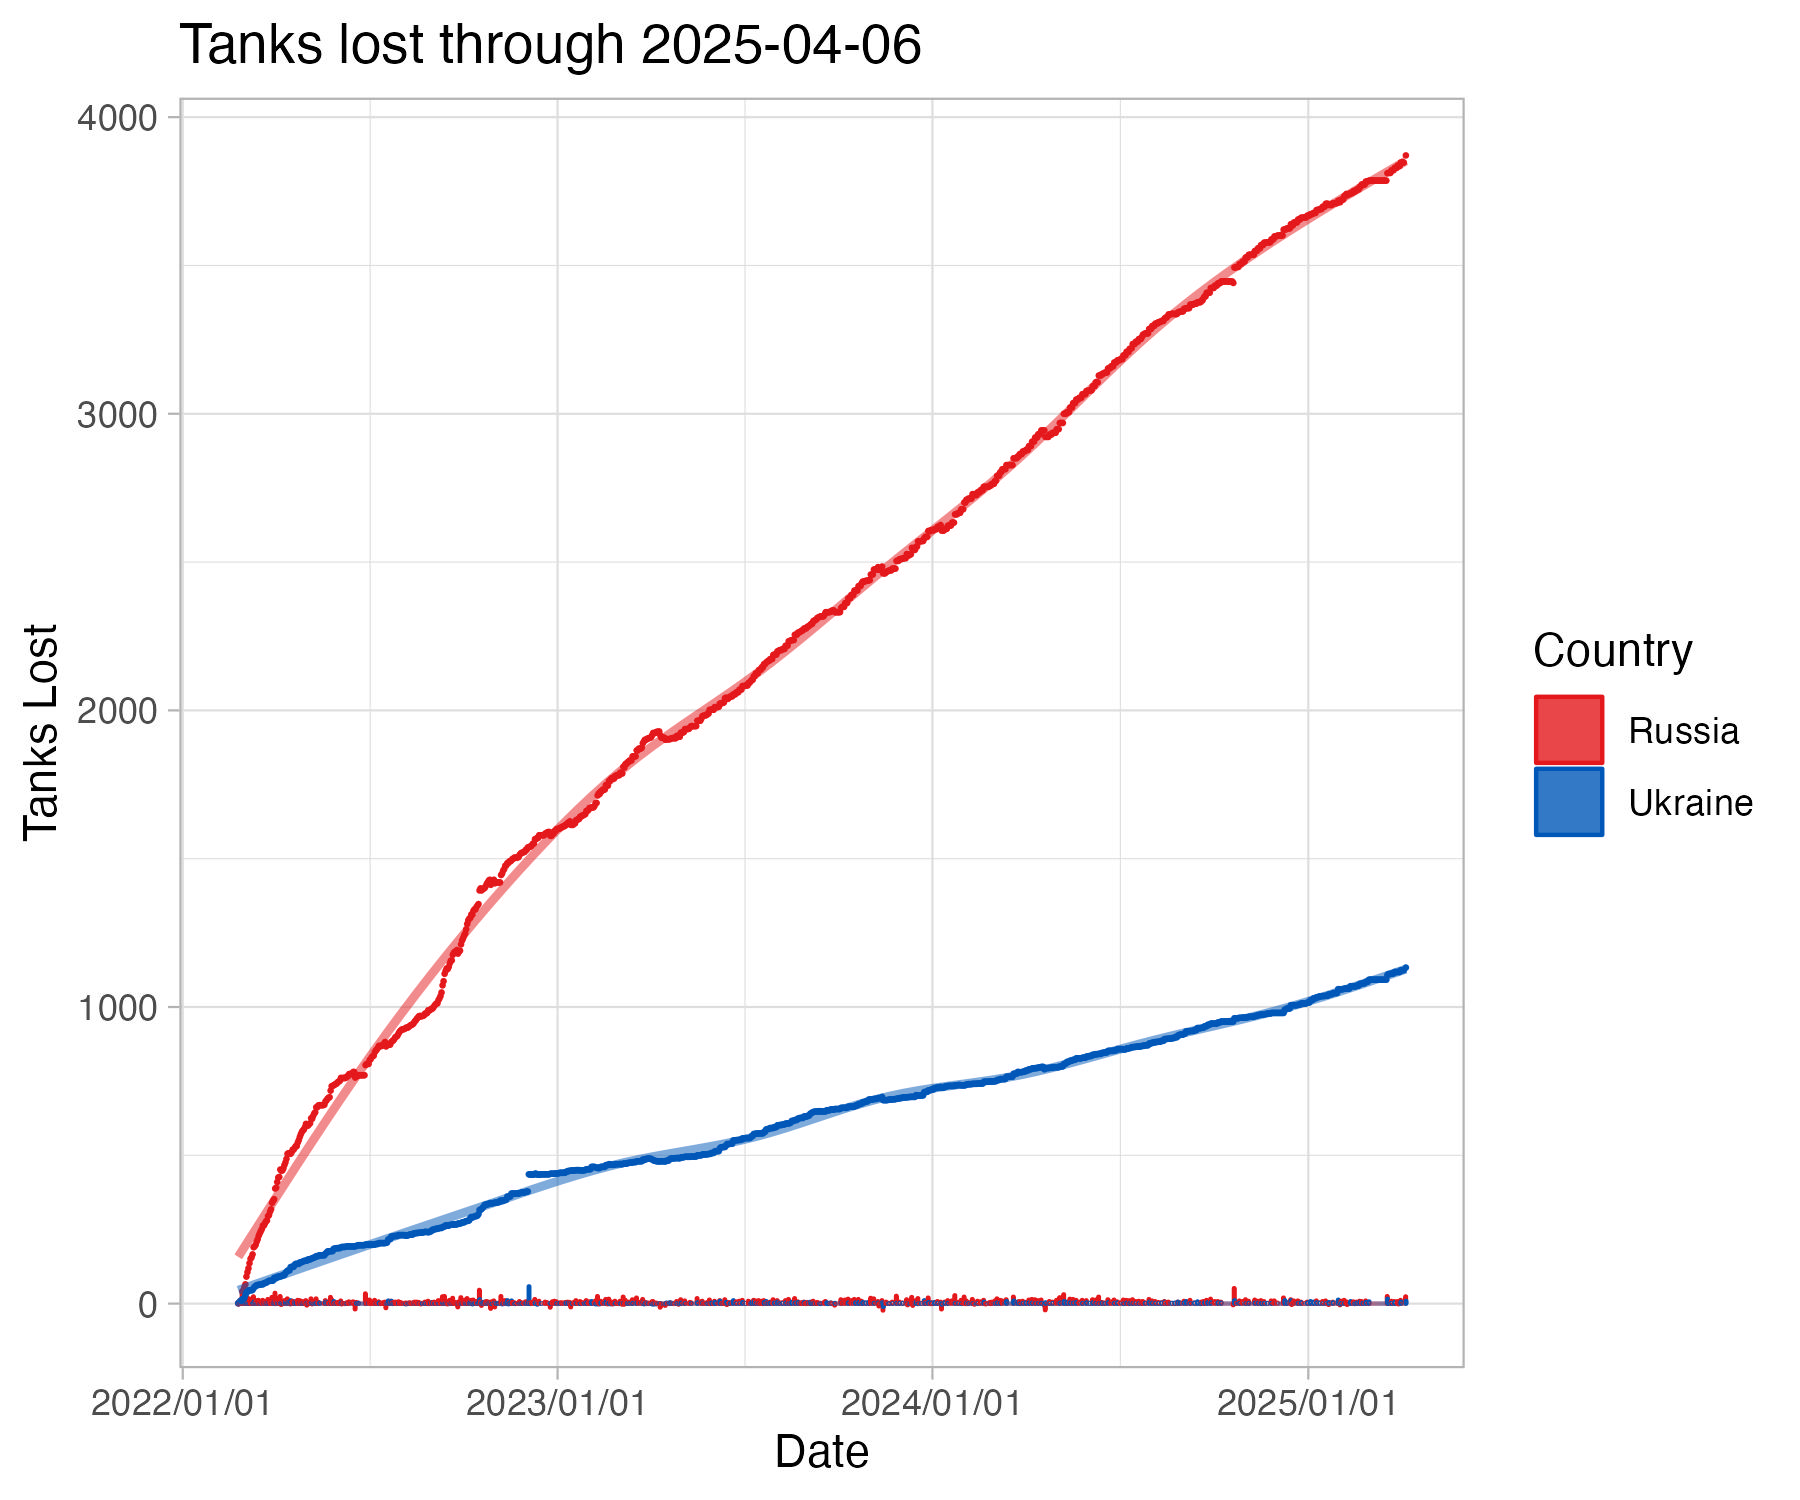 Tanks lost through 2025-04-06
Tanks Lost
4000
3000
2000
1000
0
2022/01/01
2023/01/01
2024/01/01
2025/01/01
Date
Country
Russia
Ukraine